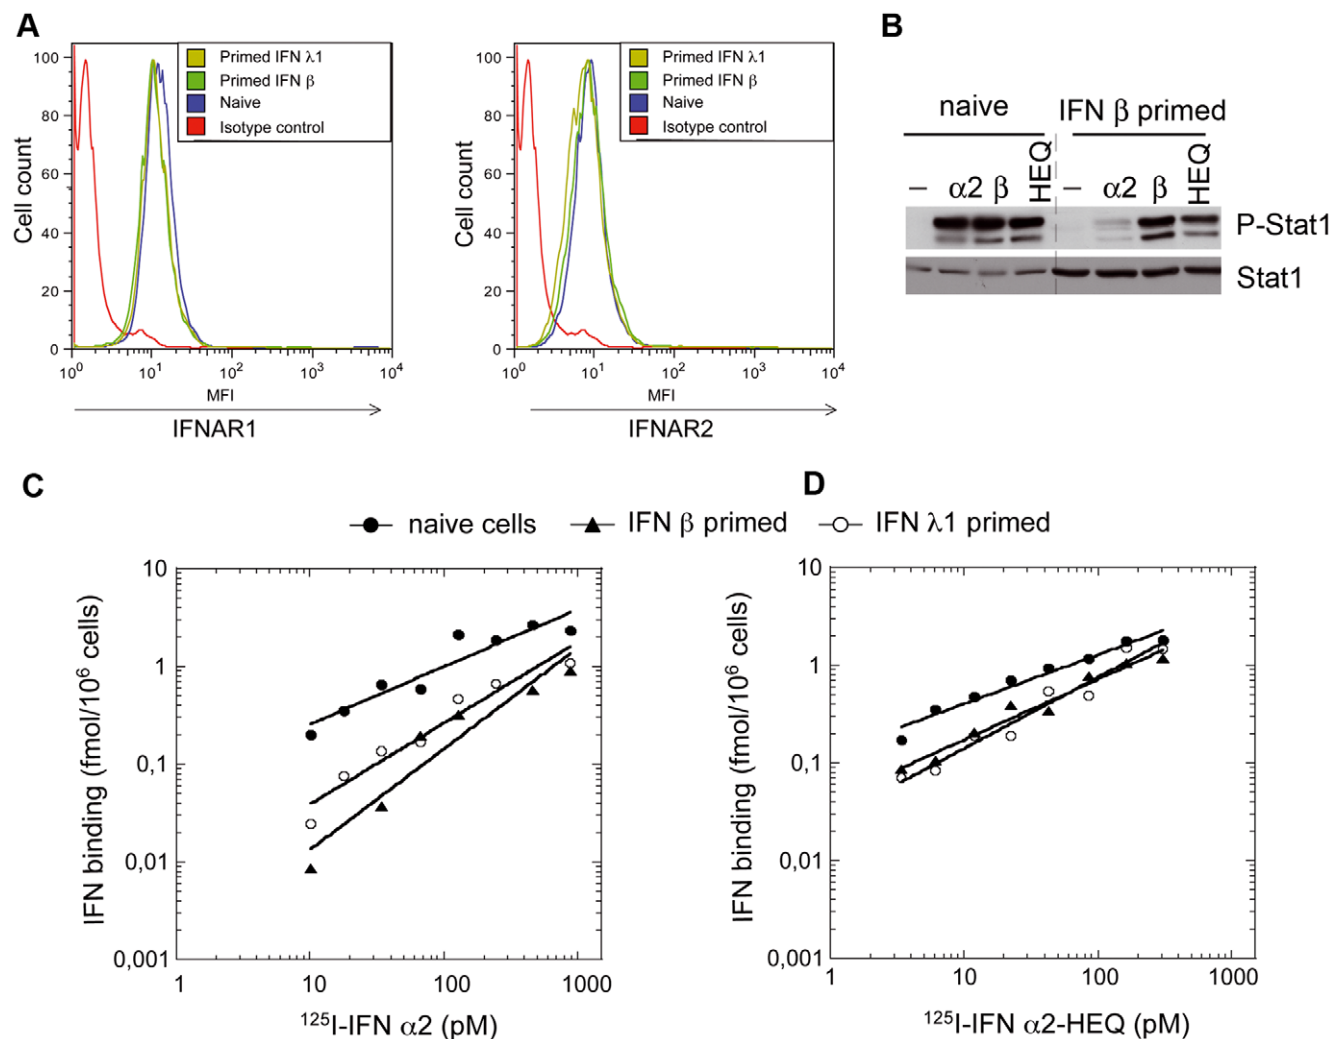 A
Primed IFN λ1
Primed IFN β
Naive
Isotype control
100
80
60
40
20
0
Cell count
10⁰ 10¹ 10² 10³ 10⁴
MFI
IFNAR1
Primed IFN λ1
Primed IFN β
Naive
Isotype control
100
80
60
40
20
0
Cell count
10⁰ 10¹ 10² 10³ 10⁴
MFI
IFNAR2
B
naive IFN β primed
– α2 β HEQ – α2 β HEQ
P-Stat1
Stat1
C
D
naive cells IFN β primed IFN λ1 primed
10
1
0,1
0,01
0,001
IFN binding (fmol/10⁶ cells)
1 10 100 1000
¹²⁵I-IFN α2 (pM)
10
1
0,1
0,01
0,001
IFN binding (fmol/10⁶ cells)
1 10 100 1000
¹²⁵I-IFN α2-HEQ (pM)